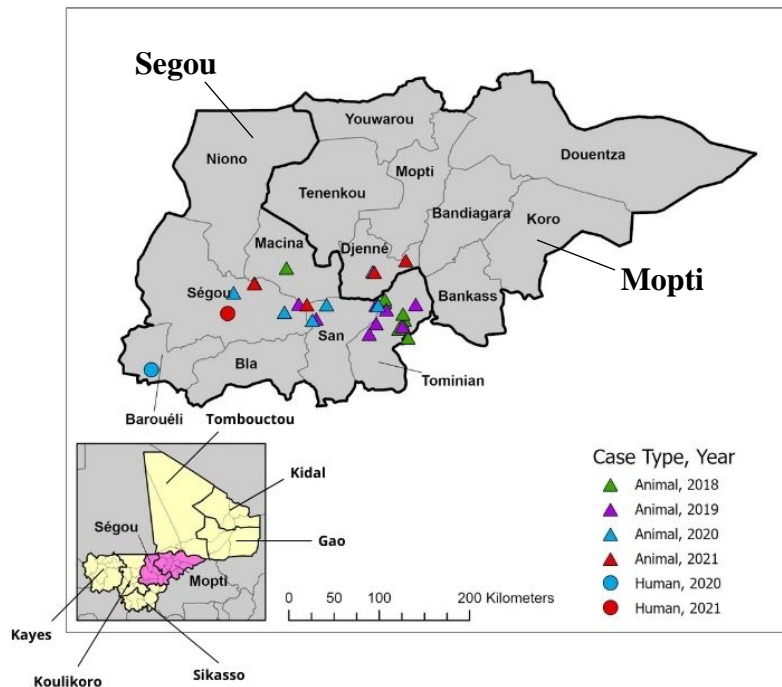 Segou
Youwarou
Niono
Douentza
Mopti
Tenenkou
Bandiagara
Koro
Macina
Djenné
Mopti
Ségou
Bankass
San
Bla
Tominian
Barouéli
Tombouctou
Case Type, Year
Kidal
Animal, 2018
Animal, 2019
Ségou
Gao
Animal, 2020
Animal, 2021
Mopti
Human, 2020
0 50 100 200 Kilometers
Human, 2021
Kayes
Koulikoro
Sikasso